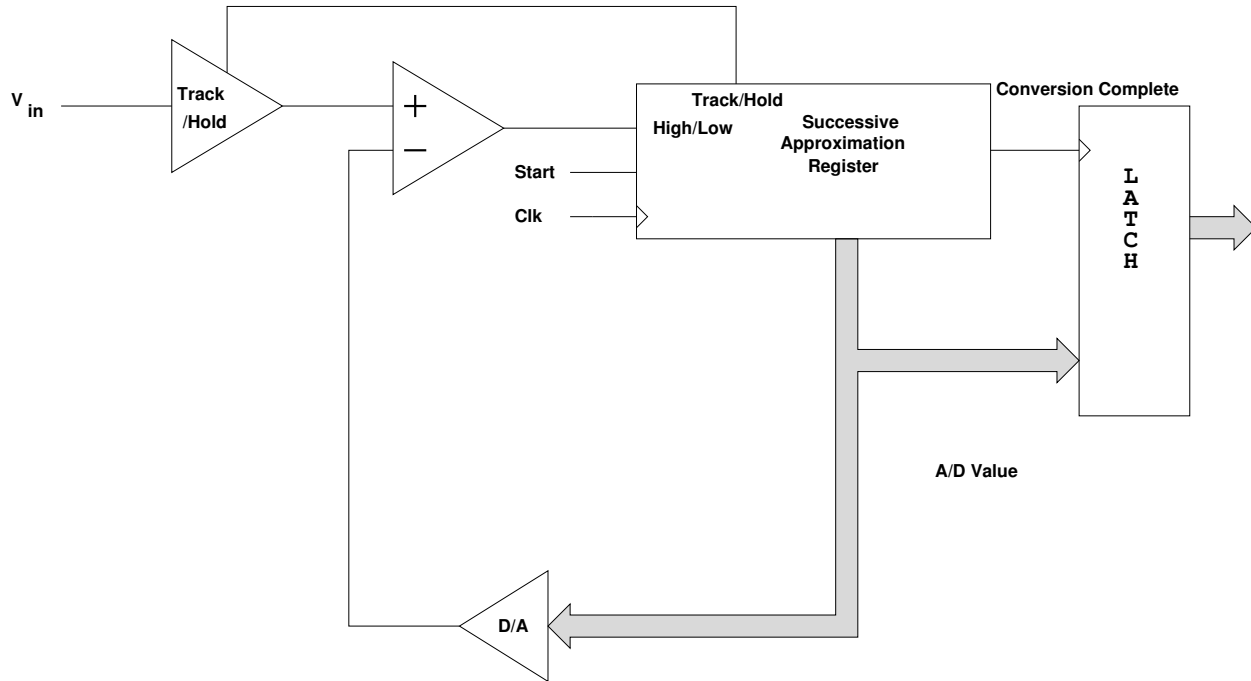 V in
Track
/Hold
+
−
Track/Hold
High/Low
Successive
Approximation
Register
Start
Clk
Conversion Complete
L
A
T
C
H
A/D Value
D/A